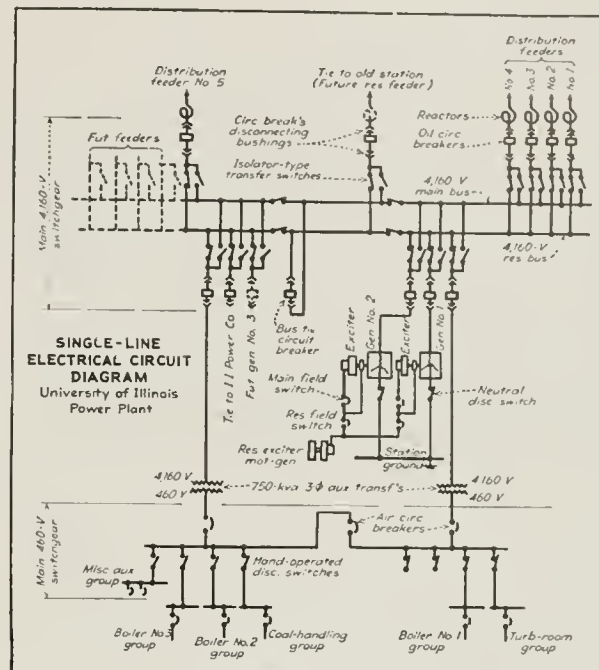 Distribution
feeder No 5
Tie to old station
(Future res feeder)
Distribution
feeders
No 4
No 3
No 2
No 1
Fut feeders
Circ break's
disconnecting
bushings
Isolator-type
transfer switches
Reactors
Oil circ
breakers
4,160-V
main bus
4,160-V
res bus
Main 4,160-V
switchgear
SINGLE-LINE
ELECTRICAL CIRCUIT
DIAGRAM
University of Illinois
Power Plant
Tie to Ill Power Co
Fut gen No. 3
Bus tie
circuit
breaker
Exciter
Gen No. 2
Exciter
Gen No. 1
Main field
switch
Res field
switch
Neutral
disc switch
Res exciter
mot-gen
Station
ground
4,160 V
460 V
750-kva 3ϕ aux transf's
4,160 V
460 V
Main 460-V
switchgear
Air circ
breakers
Misc aux
group
Hand-operated
disc. switches
Boiler No.3
group
Boiler No.2
group
Coal-handling
group
Boiler No.1
group
Turb-room
group